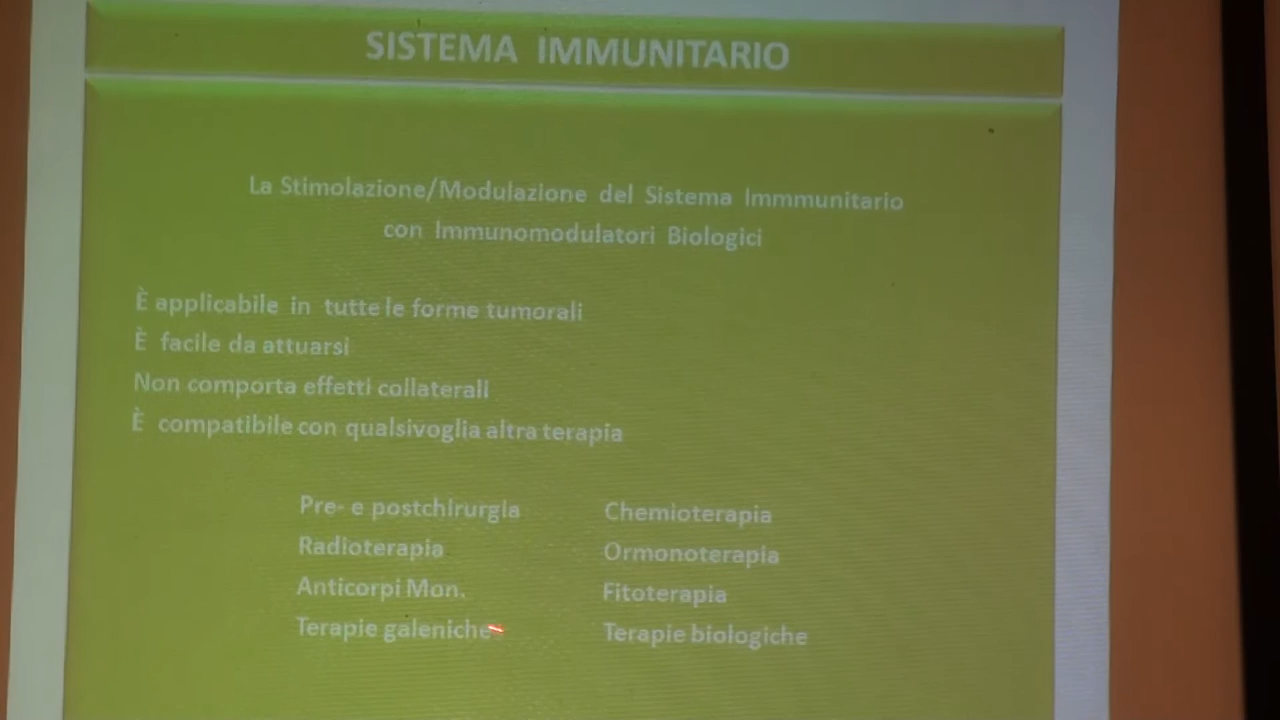 SISTEMA IMMUNITARIO
La Stimolazione/Modulazione del Sistema Immmunitario
con Immunomodulatori Biologici
È applicabile in tutte le forme tumorali
È facile da attuarsi
Non comporta effetti collaterali
È compatibile con qualsivoglia altra terapia
Pre- e postchirurgia
Chemioterapia
Radioterapia
Ormonoterapia
Anticorpi Mon.
Fitoterapia
Terapie galeniche
Terapie biologiche